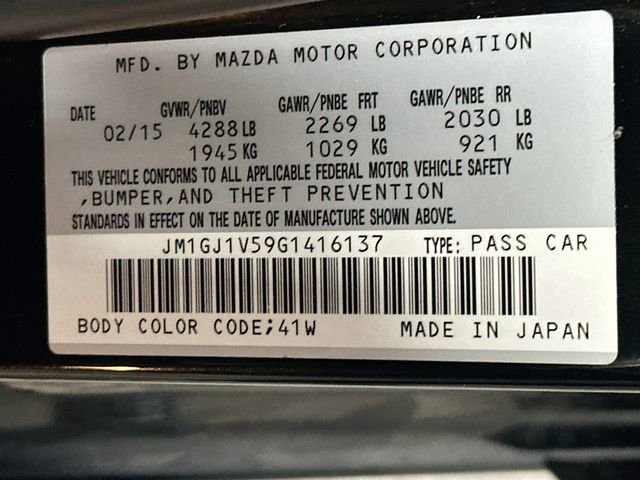 MFD. BY MAZDA MOTOR CORPORATION
DATE GVWR/PNBV GAWR/PNBE FRT GAWR/PNBE RR
02/15 4288 LB 2269 LB 2030 LB
1945 KG 1029 KG 921 KG
THIS VEHICLE CONFORMS TO ALL APPLICABLE FEDERAL MOTOR VEHICLE SAFETY
,BUMPER,AND THEFT PREVENTION
STANDARDS IN EFFECT ON THE DATE OF MANUFACTURE SHOWN ABOVE.
JM1GJ1V59G1416137 TYPE: PASS CAR
BODY COLOR CODE;41W MADE IN JAPAN